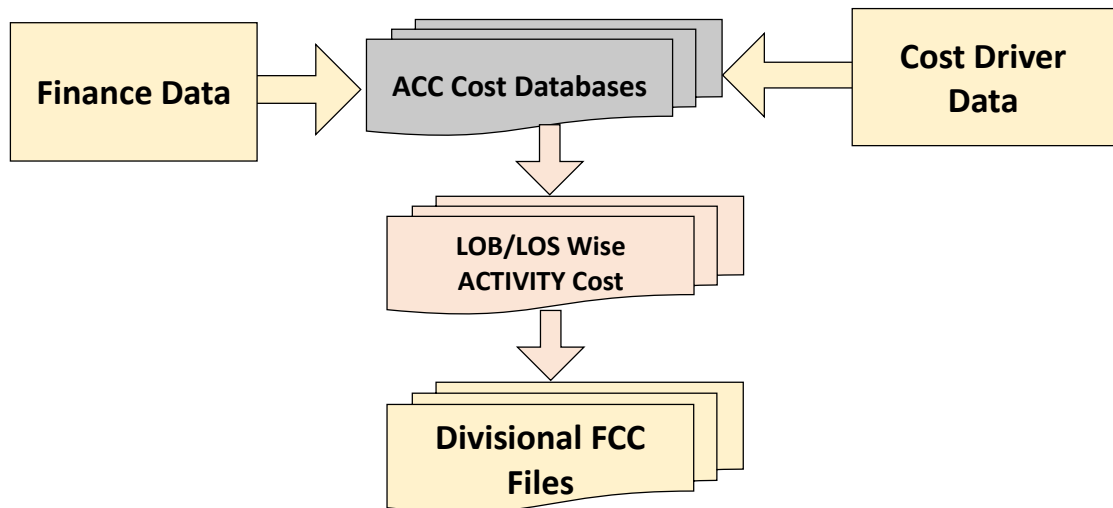 Finance Data
ACC Cost Databases
Cost Driver
Data
LOB/LOS Wise
ACTIVITY Cost
Divisional FCC
Files